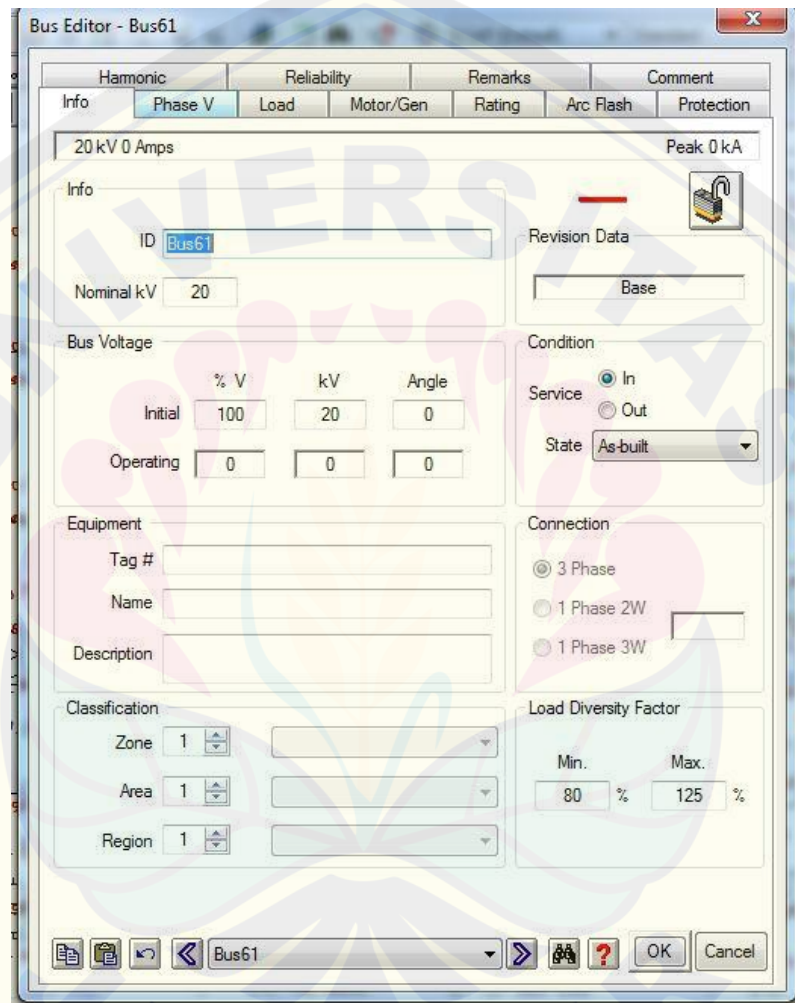 Bus Editor - Bus61
X
Harmonic Reliability Remarks Comment
Info Phase V Load Motor/Gen Rating Arc Flash Protection
20 kV 0 Amps Peak 0 kA
Info
ID Bus61
Nominal kV 20
Revision Data
Base
Bus Voltage
% V kV Angle
Initial 100 20 0
Operating 0 0 0
Condition
Service In
Out
State As-built
Equipment
Tag #
Name
Description
Connection
3 Phase
1 Phase 2W
1 Phase 3W
Classification
Zone 1
Area 1
Region 1
Load Diversity Factor
Min. Max.
80 % 125 %
Bus61 ? OK Cancel
UNIVERSITAS